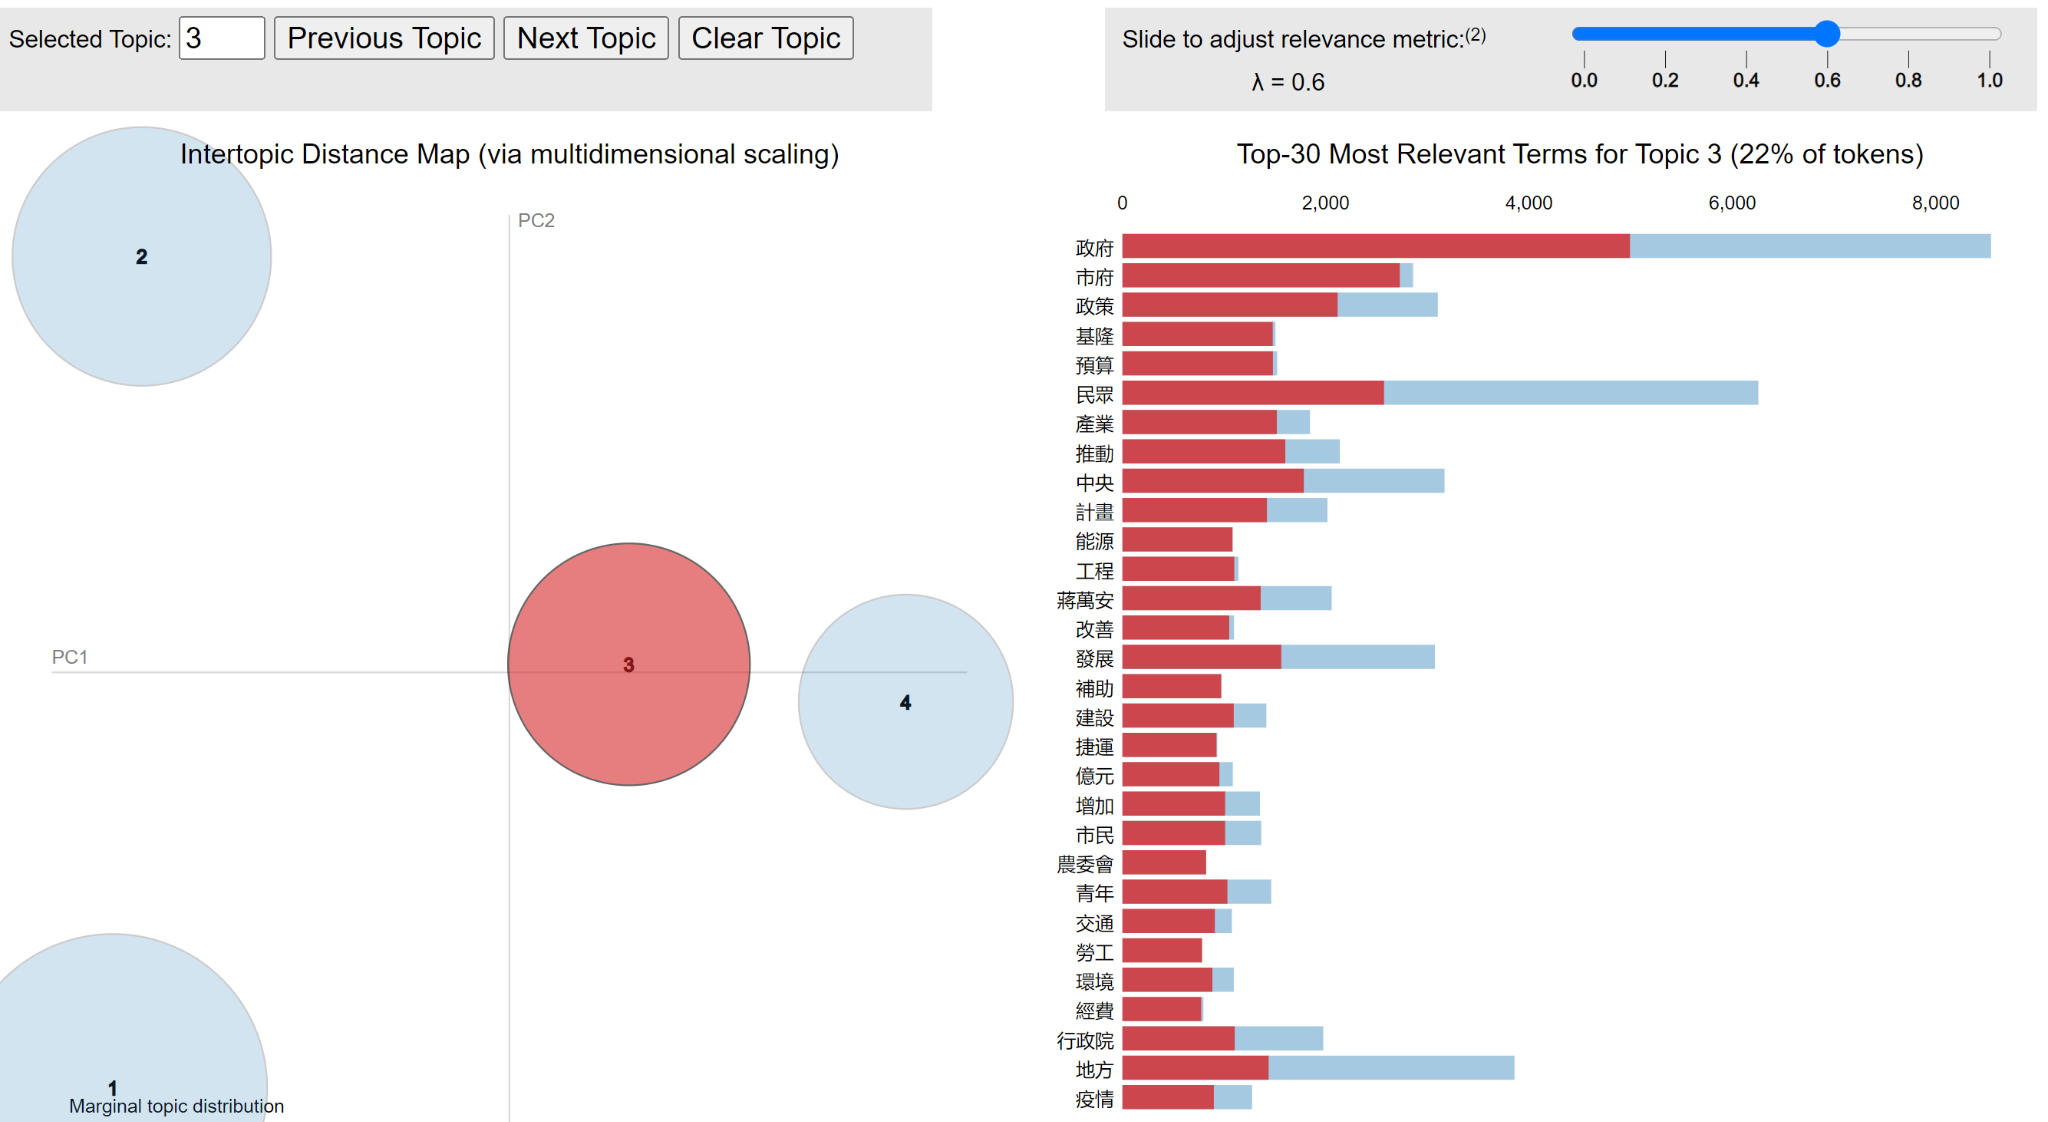 Selected Topic: 3 Previous Topic Next Topic Clear Topic
Slide to adjust relevance metric:(2)
λ = 0.6
0.0 0.2 0.4 0.6 0.8 1.0
Intertopic Distance Map (via multidimensional scaling)
PC2
PC1
2
3
4
1
Marginal topic distribution
Top-30 Most Relevant Terms for Topic 3 (22% of tokens)
0 2,000 4,000 6,000 8,000
政府
市府
政策
基隆
預算
民眾
產業
推動
中央
計畫
能源
工程
蔣萬安
改善
發展
補助
建設
捷運
億元
增加
市民
農委會
青年
交通
勞工
環境
經費
行政院
地方
疫情